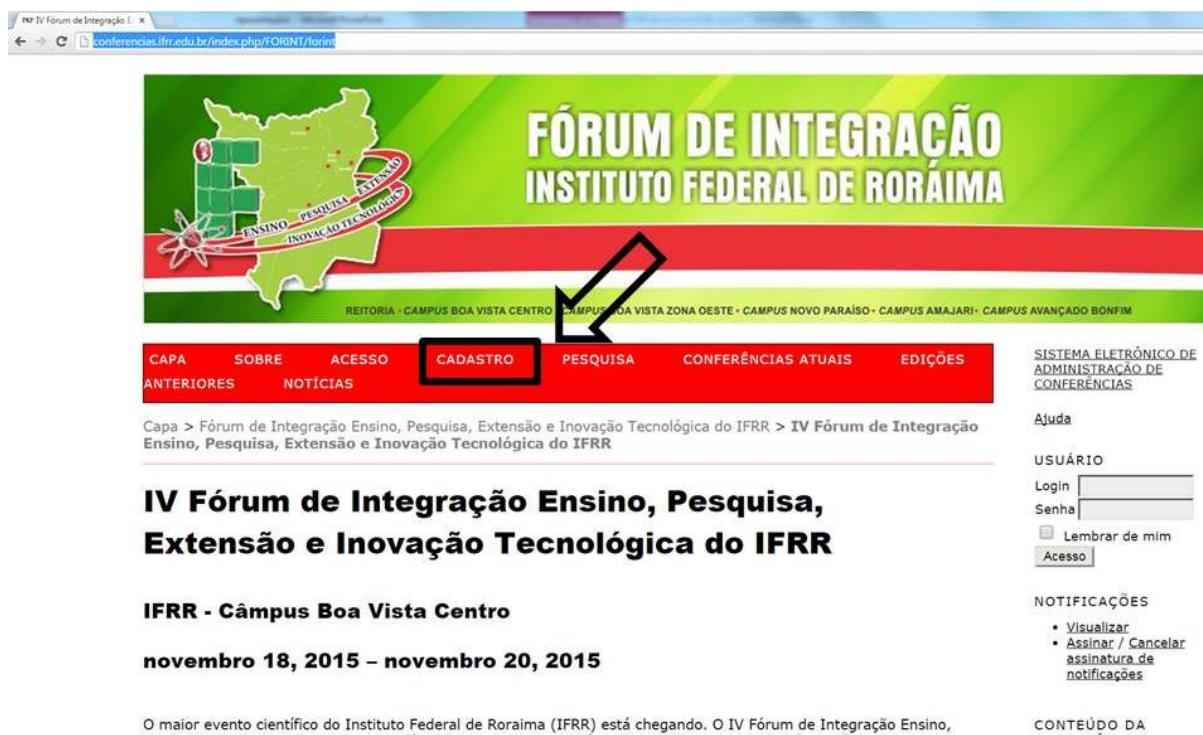 IV Fórum de Integração E
conferencias.ifrr.edu.br/index.php/FORINT/forint
FÓRUM DE INTEGRAÇÃO
INSTITUTO FEDERAL DE RORÁIMA
ENSINO PESQUISA EXTENSÃO
INOVAÇÃO TECNOLÓGICA
REITORIA • CAMPUS BOA VISTA CENTRO • CAMPUS BOA VISTA ZONA OESTE • CAMPUS NOVO PARAÍSO • CAMPUS AMAJARI • CAMPUS AVANÇADO BONFIM
CAPA SOBRE ACESSO CADASTRO PESQUISA CONFERÊNCIAS ATUAIS EDIÇÕES
ANTERIORES NOTÍCIAS
Capa > Fórum de Integração Ensino, Pesquisa, Extensão e Inovação Tecnológica do IFRR > IV Fórum de Integração
Ensino, Pesquisa, Extensão e Inovação Tecnológica do IFRR
IV Fórum de Integração Ensino, Pesquisa,
Extensão e Inovação Tecnológica do IFRR
IFRR - Câmpus Boa Vista Centro
novembro 18, 2015 – novembro 20, 2015
O maior evento científico do Instituto Federal de Roraima (IFRR) está chegando. O IV Fórum de Integração Ensino,
SISTEMA ELETRÔNICO DE
ADMINISTRAÇÃO DE
CONFERÊNCIAS
Ajuda
USUÁRIO
Login
Senha
Lembrar de mim
Acesso
NOTIFICAÇÕES
• Visualizar
• Assinar / Cancelar
assinatura de
notificações
CONTEÚDO DA